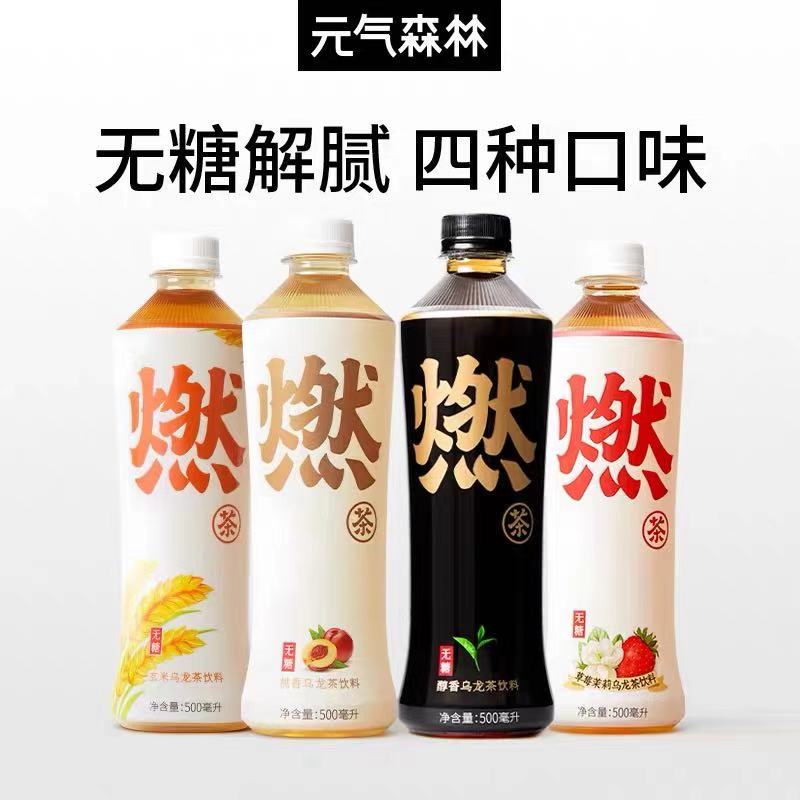 元气森林
无糖解腻 四种口味
燃
茶
无糖
玄米乌龙茶饮料
净含量:500毫升
燃
茶
无糖
桃香乌龙茶饮料
净含量:500毫升
燃
茶
无糖
醇香乌龙茶饮料
净含量:500毫升
燃
茶
无糖
草莓茉莉乌龙茶饮料
净含量:500毫升